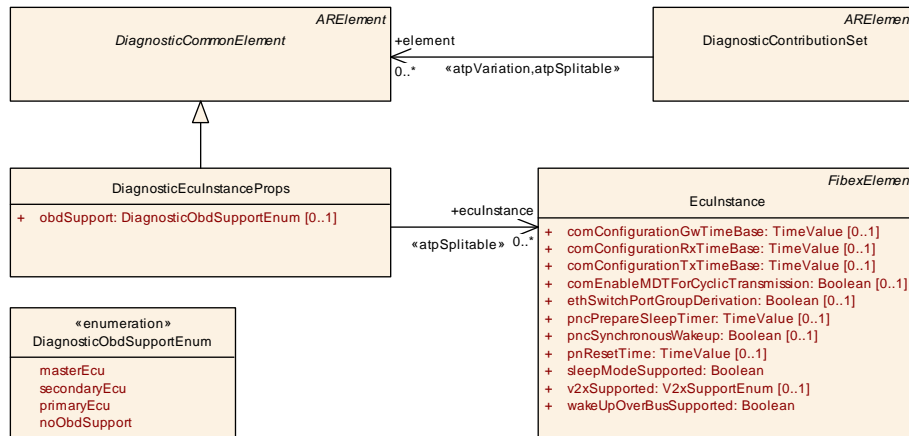 ARElement
DiagnosticCommonElement
+element
0..*
«atpVariation,atpSplitable»
ARElement
DiagnosticContributionSet
DiagnosticEcuInstanceProps
+ obdSupport: DiagnosticObdSupportEnum [0..1]
+ecuInstance
«atpSplitable»
0..*
FibexElement
EcuInstance
+ comConfigurationGwTimeBase: TimeValue [0..1]
+ comConfigurationRxTimeBase: TimeValue [0..1]
+ comConfigurationTxTimeBase: TimeValue [0..1]
+ comEnableMDTForCyclicTransmission: Boolean [0..1]
+ ethSwitchPortGroupDerivation: Boolean [0..1]
+ pncPrepareSleepTimer: TimeValue [0..1]
+ pncSynchronousWakeup: Boolean [0..1]
+ pnResetTime: TimeValue [0..1]
+ sleepModeSupported: Boolean
+ v2xSupported: V2xSupportEnum [0..1]
+ wakeUpOverBusSupported: Boolean
«enumeration»
DiagnosticObdSupportEnum
masterEcu
secondaryEcu
primaryEcu
noObdSupport